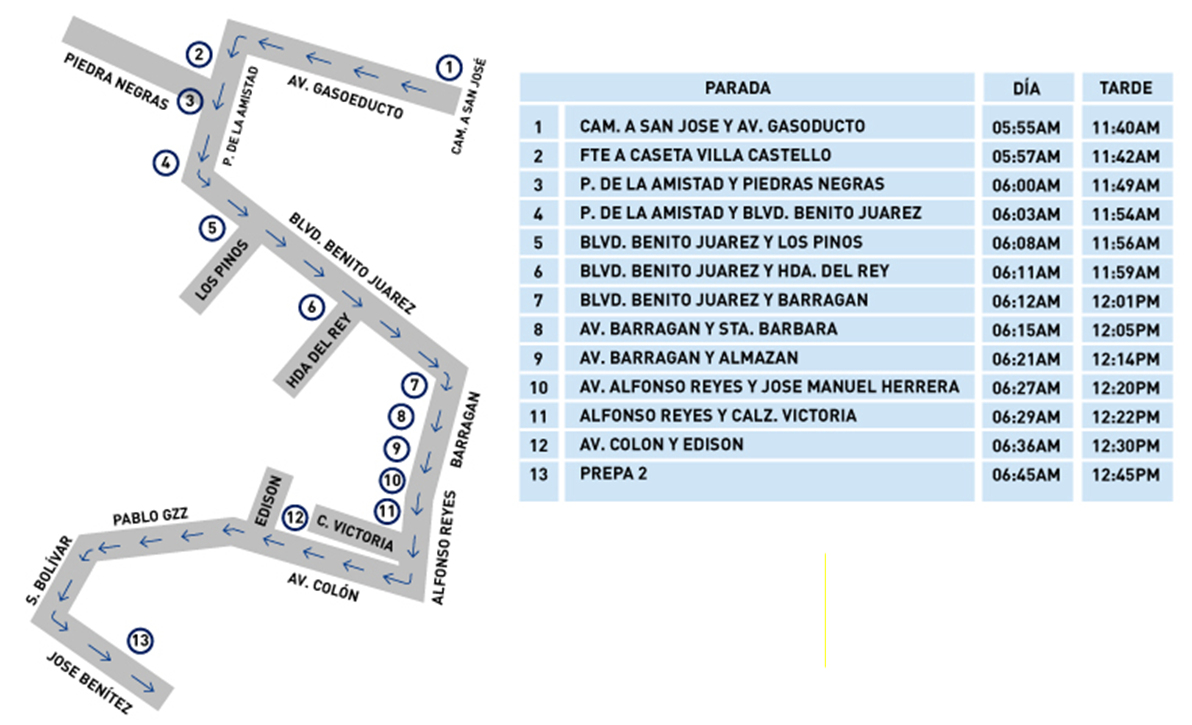 2
1
PIEDRA NEGRAS
3
AV. GASOEDUCTO
CAM. A SAN JOSÉ
P. DE LA AMISTAD
4
5
BLVD. BENITO JUAREZ
LOS PINOS
6
HDA DEL REY
7
8
9
10
11
BARRAGAN
EDISON
12
C. VICTORIA
ALFONSO REYES
PABLO GZZ
AV. COLÓN
S. BOLÍVAR
13
JOSE BENÍTEZ
PARADA DÍA TARDE
1 CAM. A SAN JOSE Y AV. GASODUCTO 05:55AM 11:40AM
2 FTE A CASETA VILLA CASTELLO 05:57AM 11:42AM
3 P. DE LA AMISTAD Y PIEDRAS NEGRAS 06:00AM 11:49AM
4 P. DE LA AMISTAD Y BLVD. BENITO JUAREZ 06:03AM 11:54AM
5 BLVD. BENITO JUAREZ Y LOS PINOS 06:08AM 11:56AM
6 BLVD. BENITO JUAREZ Y HDA. DEL REY 06:11AM 11:59AM
7 BLVD. BENITO JUAREZ Y BARRAGAN 06:12AM 12:01PM
8 AV. BARRAGAN Y STA. BARBARA 06:15AM 12:05PM
9 AV. BARRAGAN Y ALMAZAN 06:21AM 12:14PM
10 AV. ALFONSO REYES Y JOSE MANUEL HERRERA 06:27AM 12:20PM
11 ALFONSO REYES Y CALZ. VICTORIA 06:29AM 12:22PM
12 AV. COLON Y EDISON 06:36AM 12:30PM
13 PREPA 2 06:45AM 12:45PM